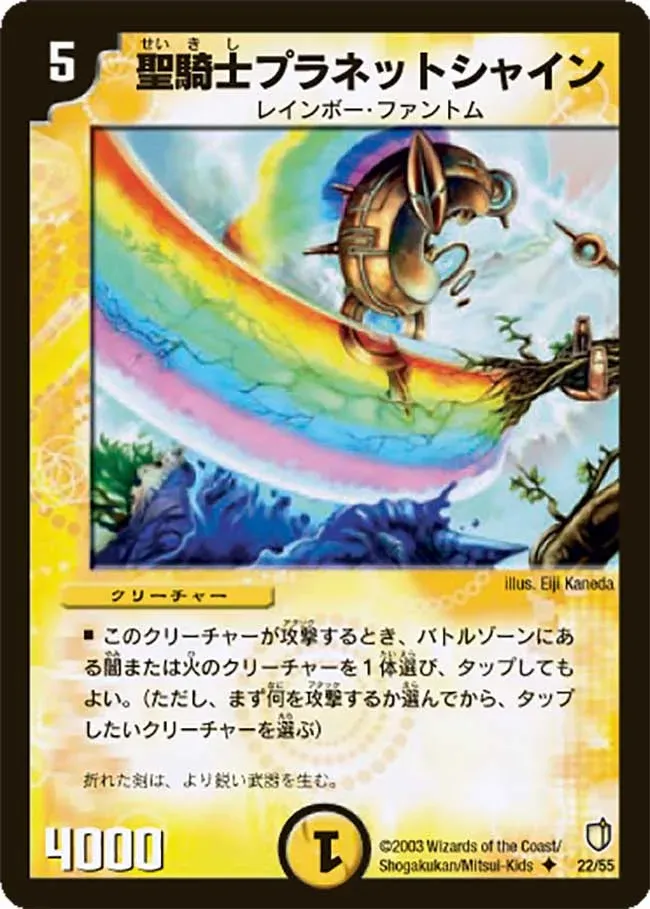 5
せいきし
聖騎士プラネットシャイン
レインボー・ファントム
illus. Eiji Kaneda
クリーチャー
■ このクリーチャーが攻撃するとき、バトルゾーンにあ
る闇または火のクリーチャーを1体選び、タップしても
よい。（ただし、まず何を攻撃するか選んでから、タップ
したいクリーチャーを選ぶ）
折れた剣は、より鋭い武器を生む。
4000
1
©2003 Wizards of the Coast/
Shogakukan/Mitsui-Kids
22/55